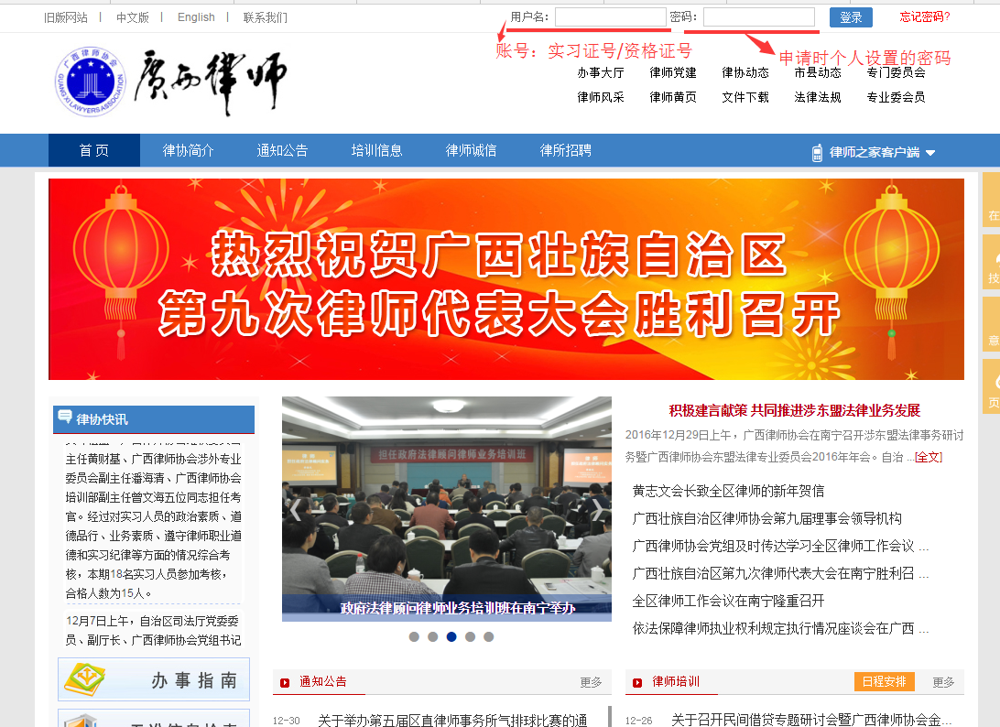 旧版网站 | 中文版 | English | 联系我们
用户名： 密码： 登录 忘记密码?
账号：实习证号/资格证号
申请时个人设置的密码
广西律师协会
GUANGXI LAWYERS ASSOCIATION
廣西律师
办事大厅 律师党建 律协动态 市县动态 专门委员会
律师风采 律师黄页 文件下载 法律法规 专业委会员
首 页 律协简介 通知公告 培训信息 律师诚信 律所招聘 律师之家客户端
热烈祝贺广西壮族自治区
第九次律师代表大会胜利召开
在
技
意
页
律协快讯
主任黄财基、广西律师协会涉外专业
委员会副主任潘海清、广西律师协会
培训部副主任曾文海五位同志担任考
官。经过对实习人员的政治素质、道
德品行、业务素质、遵守律师职业道
德和实习纪律等方面的情况综合考
核，本期18名实习人员参加考核，
合格人数为15人。
12月7日上午，自治区司法厅党委委
员、副厅长、广西律师协会党组书记
办事指南
担任政府法律顾问律师业务培训班
政府法律顾问律师业务培训班在南宁举办
积极建言献策 共同推进涉东盟法律业务发展
2016年12月29日上午，广西律师协会在南宁召开涉东盟法律事务研讨
务暨广西律师协会东盟法律专业委员会2016年年会。自治 ...[全文]
黄志文会长致全区律师的新年贺信
广西壮族自治区律师协会第九届理事会领导机构
广西律师协会党组及时传达学习全区律师工作会议 ...
广西壮族自治区第九次律师代表大会在南宁胜利召 ...
全区律师工作会议在南宁隆重召开
依法保障律师执业权利规定执行情况座谈会在广西 ...
通知公告 更多
12-30 关于举办第五届区直律师事务所气排球比赛的通
律师培训 日程安排 更多
12-26 关于召开民间借贷专题研讨会暨广西律师协会金...